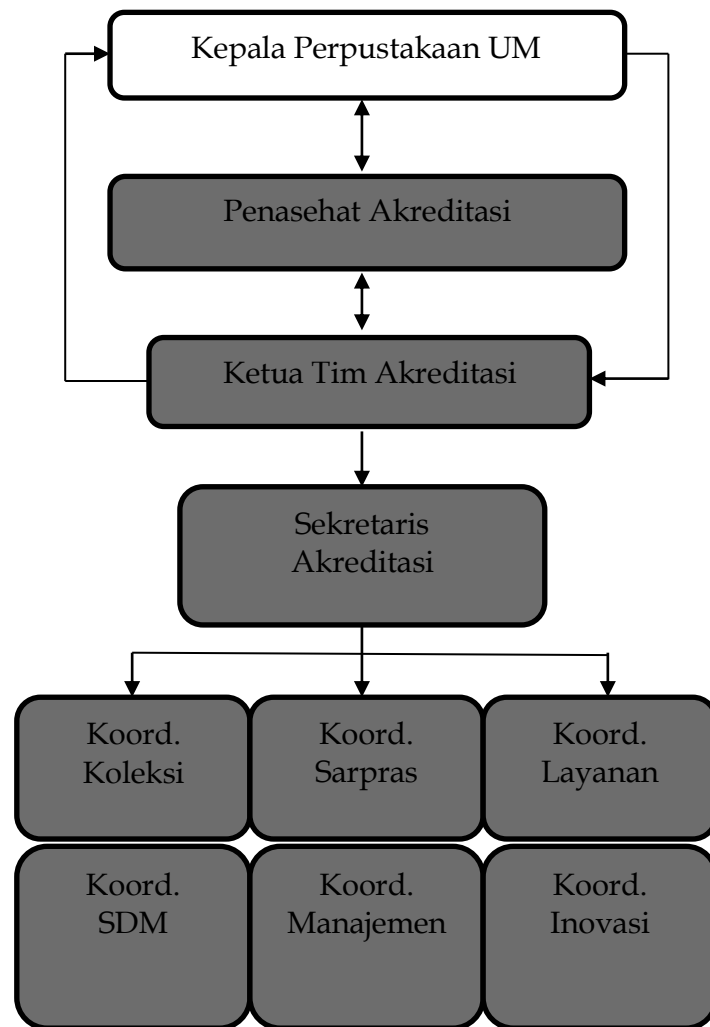 Kepala Perpustakaan UM
Penasehat Akreditasi
Ketua Tim Akreditasi
Sekretaris
Akreditasi
Koord.
Koleksi
Koord.
Sarpras
Koord.
Layanan
Koord.
SDM
Koord.
Manajemen
Koord.
Inovasi